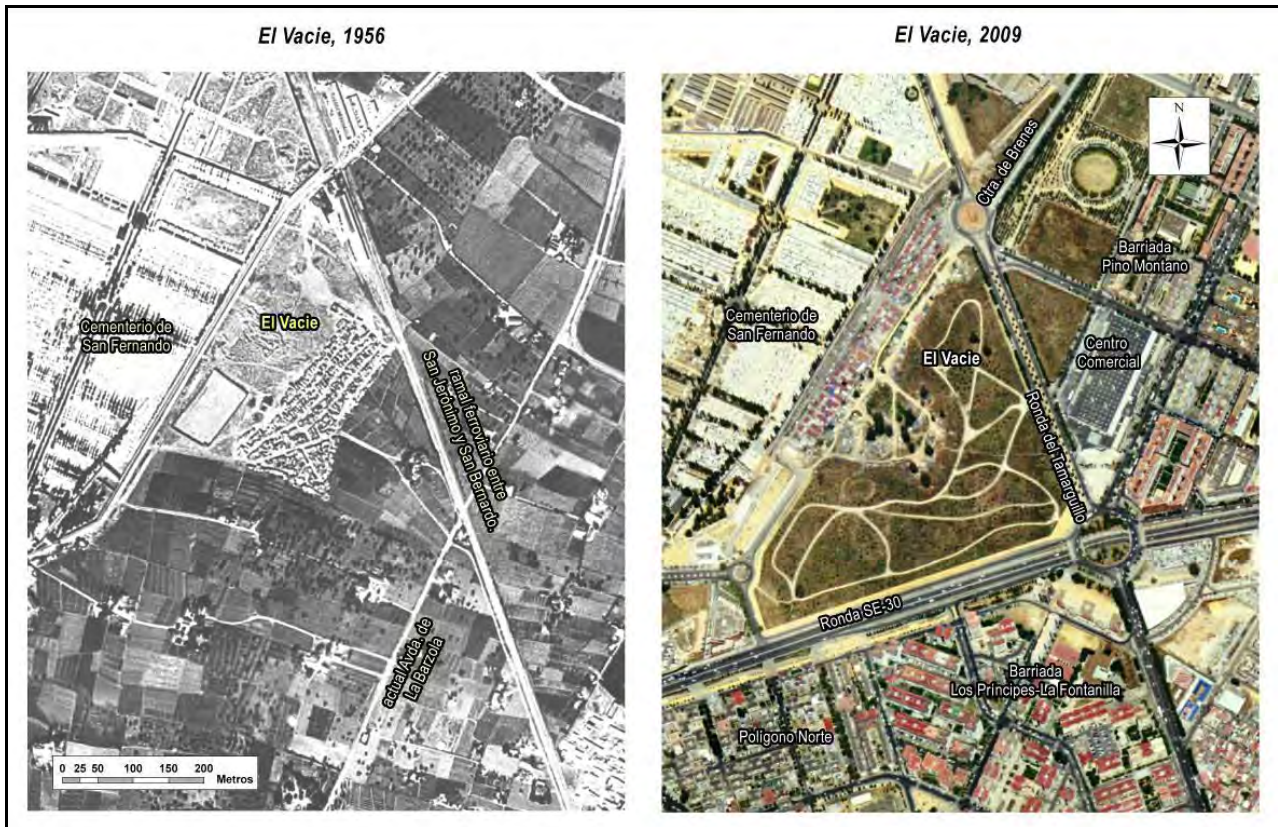 El Vacie, 1956
El Vacie, 2009
Cementerio de
San Fernando
El Vacie
ramal ferroviario entre
San Jerónimo y San Bernardo.
actual Avda. de
La Barzola
0 25 50 100 150 200
Metros
N
Ctra. de Brenes
Barriada
Pino Montano
Cementerio de
San Fernando
El Vacie
Centro
Comercial
Ronda del Tamarguillo
Ronda SE-30
Barriada
Los Príncipes-La Fontanilla
Polígono Norte